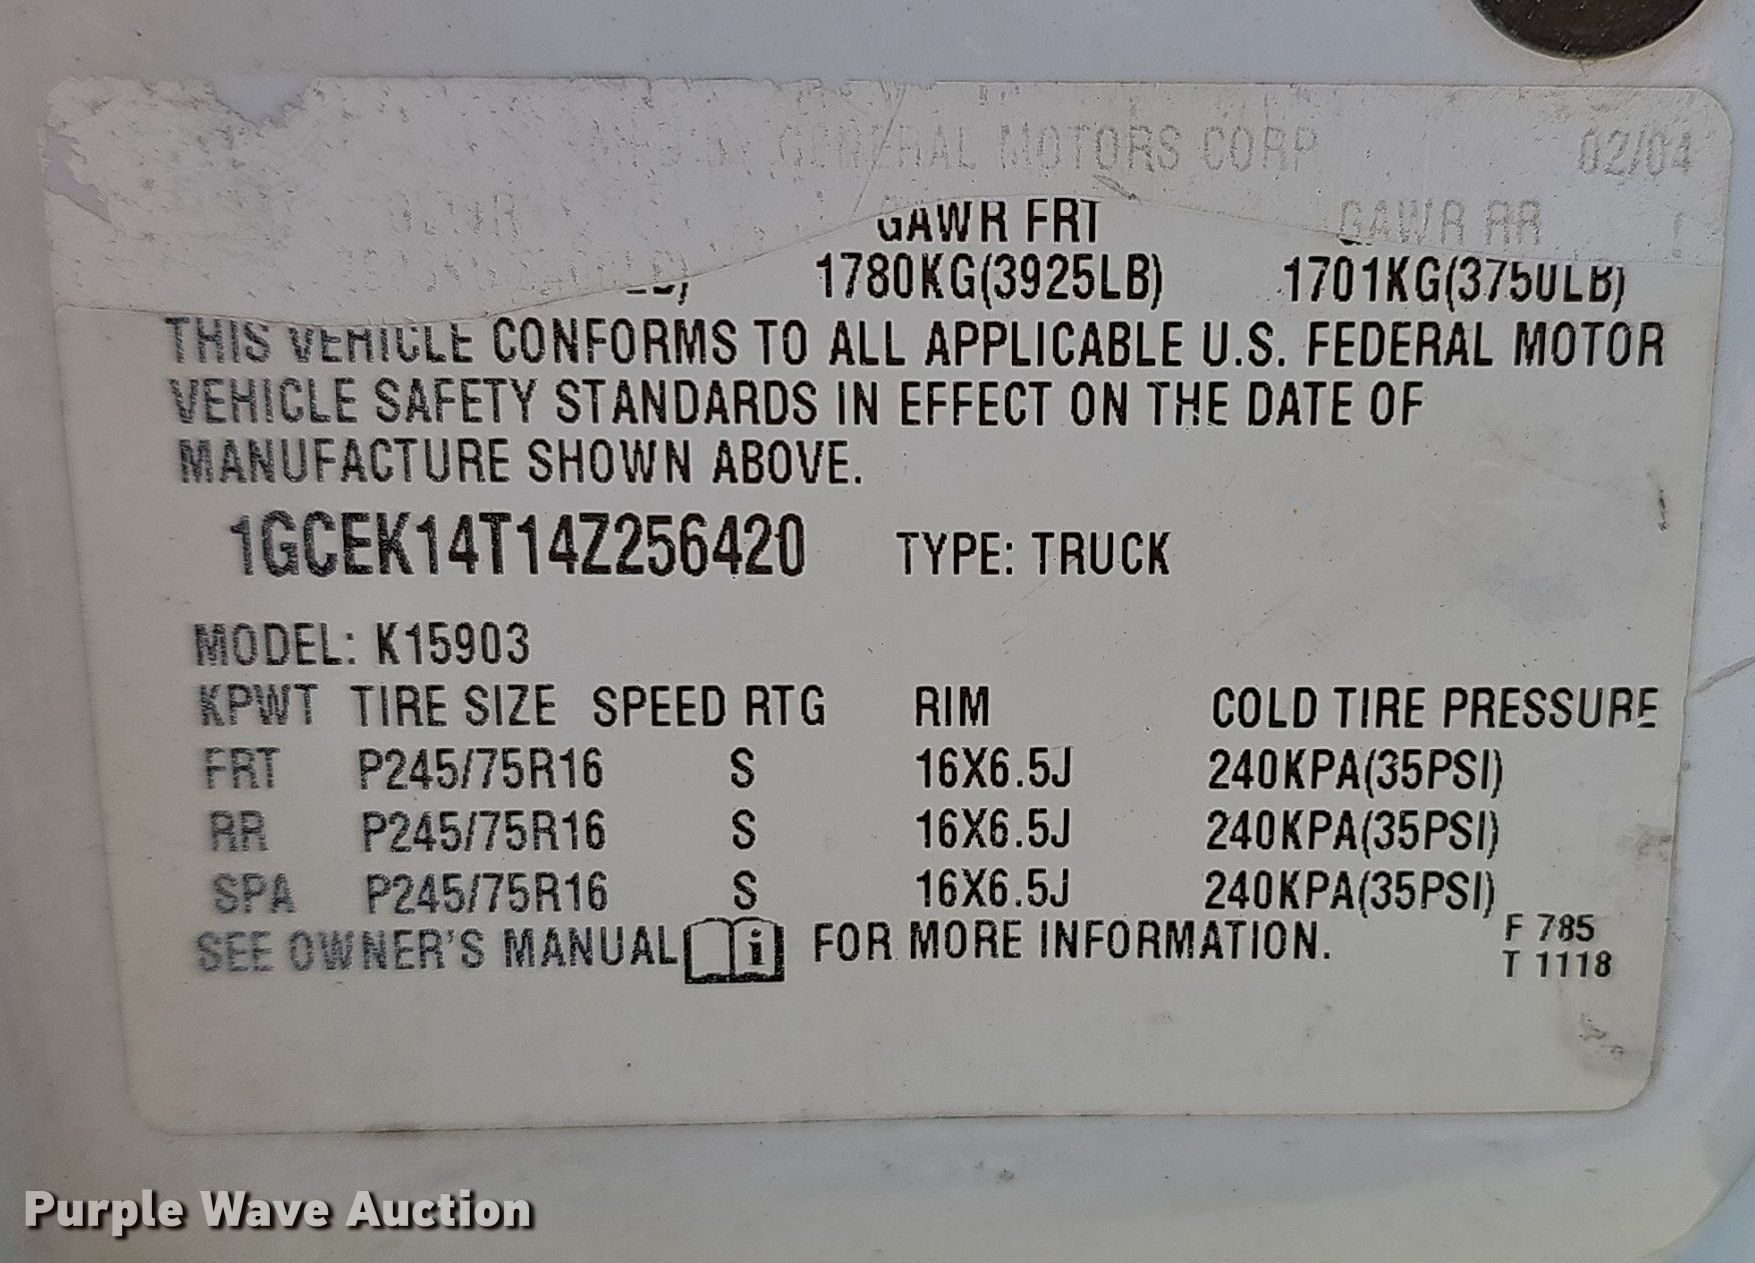 GENERAL MOTORS CORP 02/04
GAWR FRT GAWR RR
1780KG(3925LB) 1701KG(3750LB)
THIS VEHICLE CONFORMS TO ALL APPLICABLE U.S. FEDERAL MOTOR
VEHICLE SAFETY STANDARDS IN EFFECT ON THE DATE OF
MANUFACTURE SHOWN ABOVE.
1GCEK14T14Z256420 TYPE: TRUCK
MODEL: K15903
KPWT TIRE SIZE SPEED RTG RIM COLD TIRE PRESSURE
FRT P245/75R16 S 16X6.5J 240KPA(35PSI)
RR P245/75R16 S 16X6.5J 240KPA(35PSI)
SPA P245/75R16 S 16X6.5J 240KPA(35PSI)
SEE OWNER'S MANUAL i FOR MORE INFORMATION.
F 785
T 1118
Purple Wave Auction